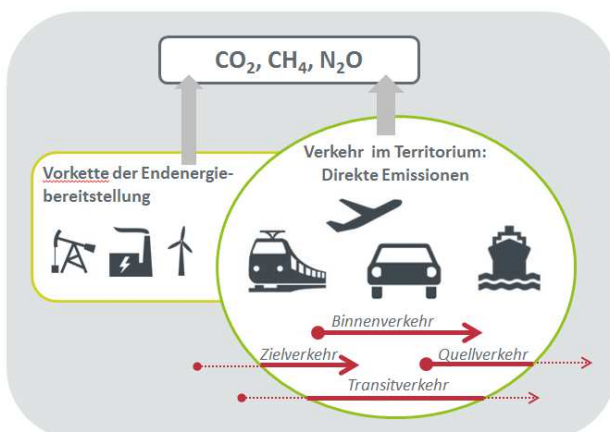 CO₂, CH₄, N₂O
Vorkette der Endenergie-
bereitstellung
Verkehr im Territorium:
Direkte Emissionen
Binnenverkehr
Zielverkehr
Quellverkehr
Transitverkehr